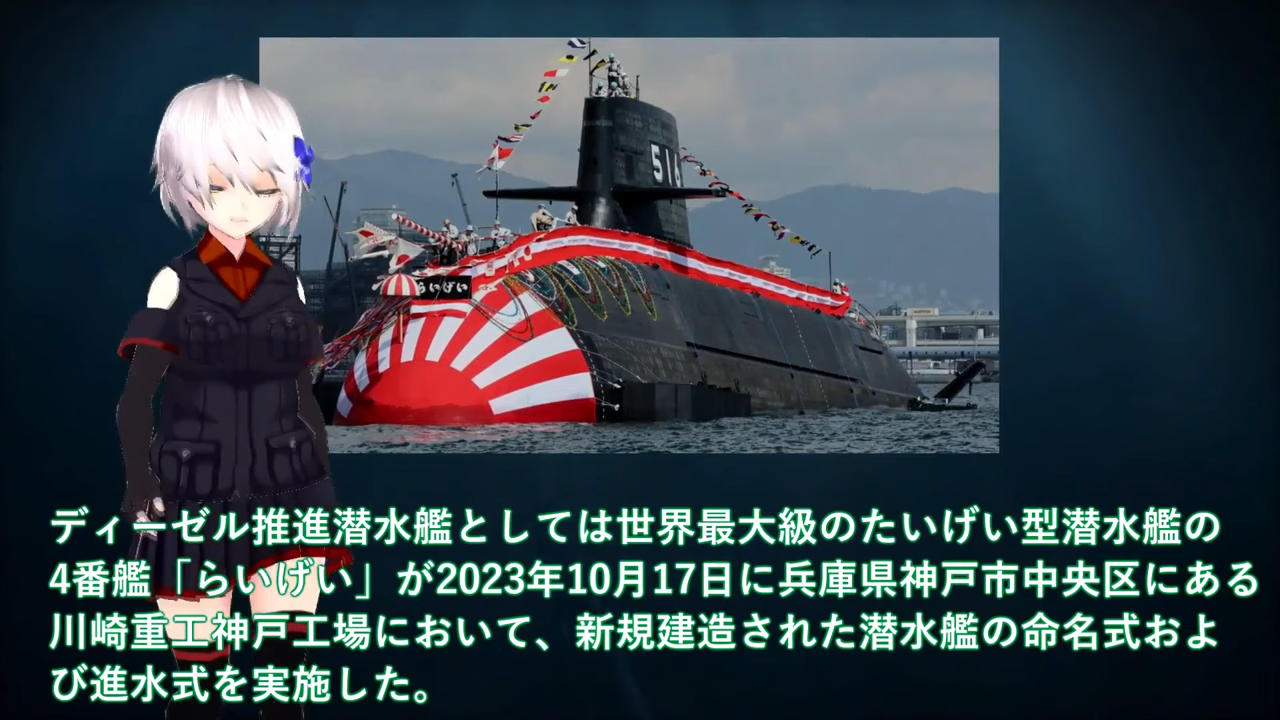 516
らいげい
ディーゼル推進潜水艦としては世界最大級のたいげい型潜水艦の
4番艦「らいげい」が2023年10月17日に兵庫県神戸市中央区にある
川崎重工神戸工場において、新規建造された潜水艦の命名式およ
び進水式を実施した。